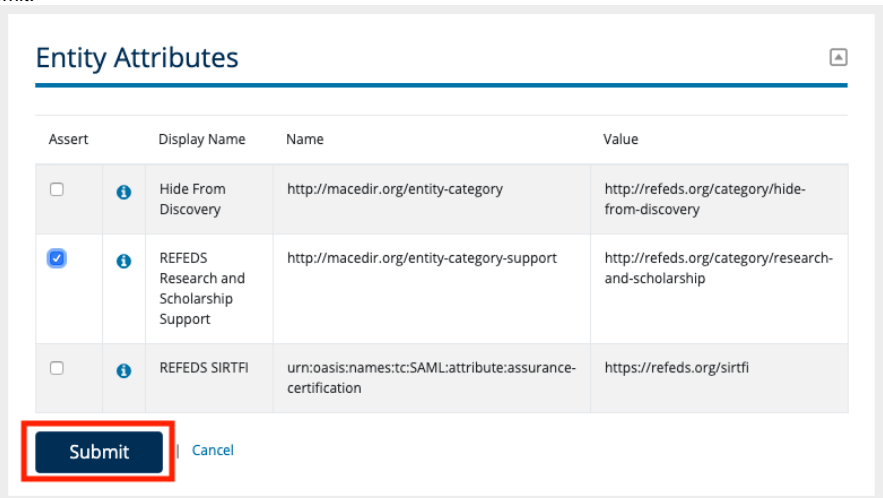 Entity Attributes
Assert Display Name Name Value
Hide From http://macedir.org/entity-category http://refeds.org/category/hide-
Discovery from-discovery
REFEDS http://macedir.org/entity-category-support http://refeds.org/category/research-
Research and and-scholarship
Scholarship
Support
REFEDS SIRTFI urn:oasis:names:tc:SAML:attribute:assurance- https://refeds.org/sirtfi
certification
Submit | Cancel